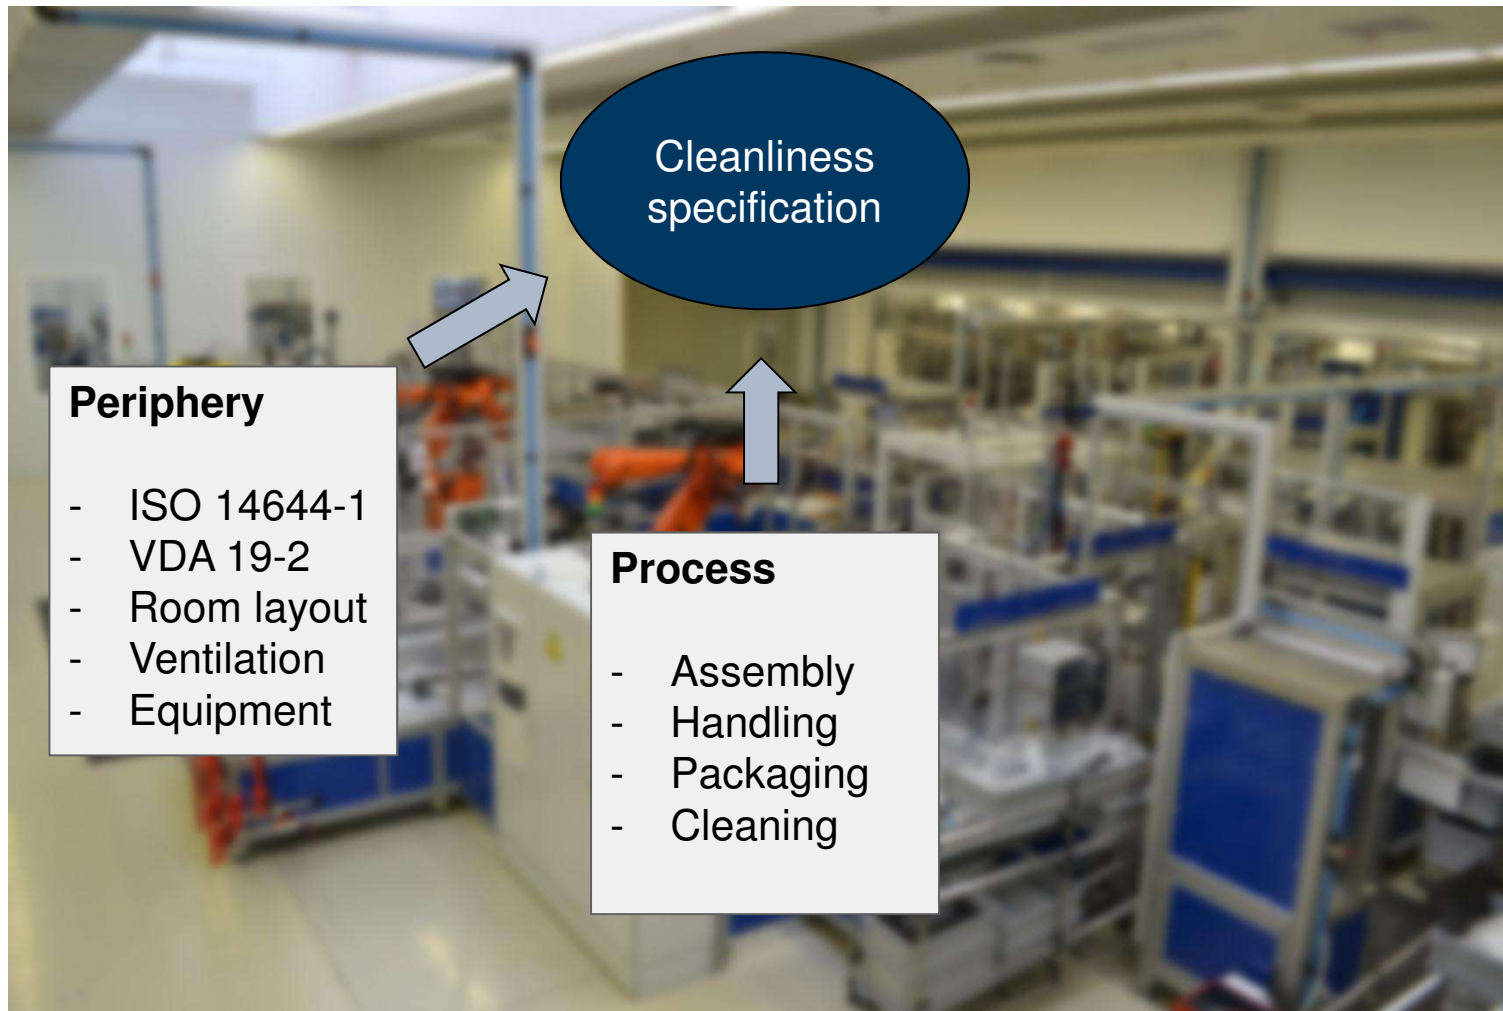 Cleanliness
specification
Periphery
- ISO 14644-1
- VDA 19-2
- Room layout
- Ventilation
- Equipment
Process
- Assembly
- Handling
- Packaging
- Cleaning